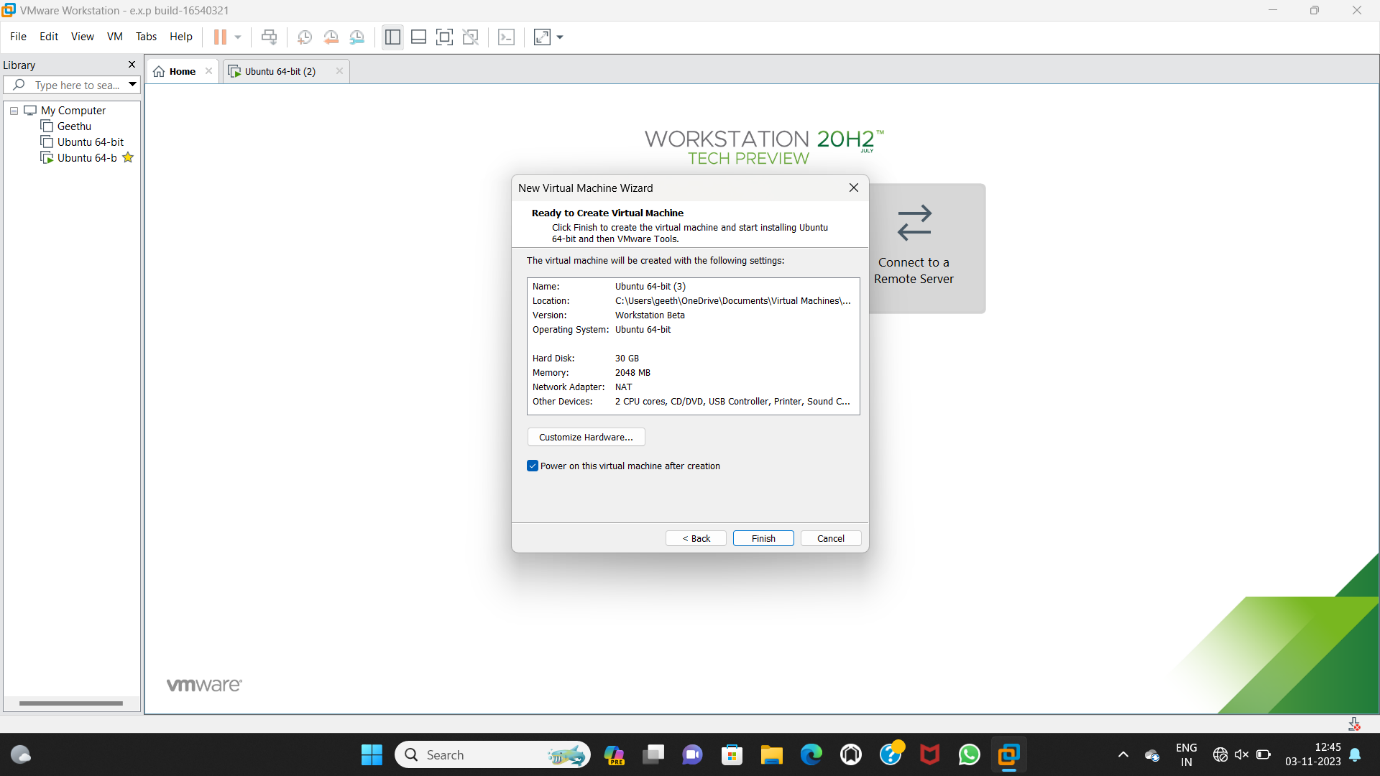 VMware Workstation - e.x.p build-16540321
File Edit View VM Tabs Help
Library
Type here to sea...
My Computer
Geethu
Ubuntu 64-bit
Ubuntu 64-b
Home
Ubuntu 64-bit (2)
WORKSTATION 20H2™
JULY
TECH PREVIEW
New Virtual Machine Wizard
Ready to Create Virtual Machine
Click Finish to create the virtual machine and start installing Ubuntu
64-bit and then VMware Tools.
The virtual machine will be created with the following settings:
Name: Ubuntu 64-bit (3)
Location: C:\Users\geeth\OneDrive\Documents\Virtual Machines\...
Version: Workstation Beta
Operating System: Ubuntu 64-bit
Hard Disk: 30 GB
Memory: 2048 MB
Network Adapter: NAT
Other Devices: 2 CPU cores, CD/DVD, USB Controller, Printer, Sound C...
Customize Hardware...
Power on this virtual machine after creation
< Back Finish Cancel
Connect to a
Remote Server
vmware®
Search
PRE
ENG
IN
12:45
03-11-2023